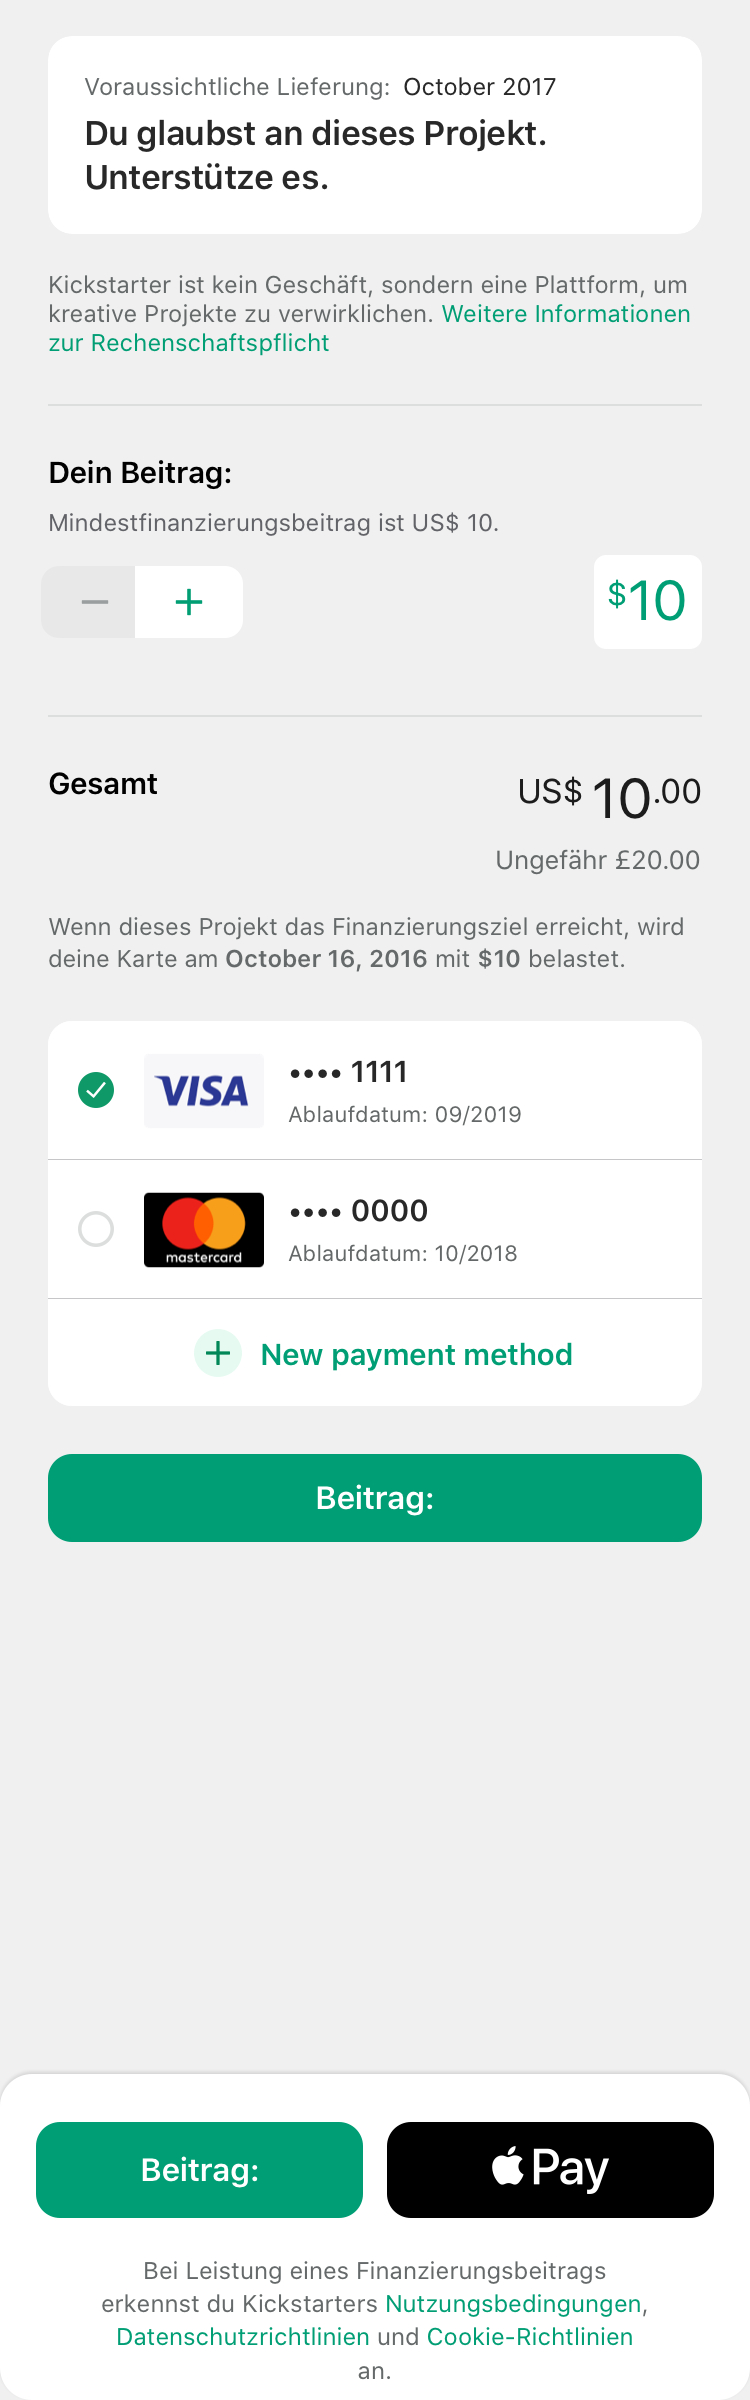 Voraussichtliche Lieferung: October 2017
Du glaubst an dieses Projekt.
Unterstütze es.
Kickstarter ist kein Geschäft, sondern eine Plattform, um
kreative Projekte zu verwirklichen. Weitere Informationen
zur Rechenschaftspflicht
Dein Beitrag:
Mindestfinanzierungsbeitrag ist US$ 10.
− +
$10
Gesamt
US$ 10.00
Ungefähr £20.00
Wenn dieses Projekt das Finanzierungsziel erreicht, wird
deine Karte am October 16, 2016 mit $10 belastet.
VISA
•••• 1111
Ablaufdatum: 09/2019
mastercard
•••• 0000
Ablaufdatum: 10/2018
+ New payment method
Beitrag:
Beitrag:
Pay
Bei Leistung eines Finanzierungsbeitrags
erkennst du Kickstarters Nutzungsbedingungen,
Datenschutzrichtlinien und Cookie-Richtlinien
an.